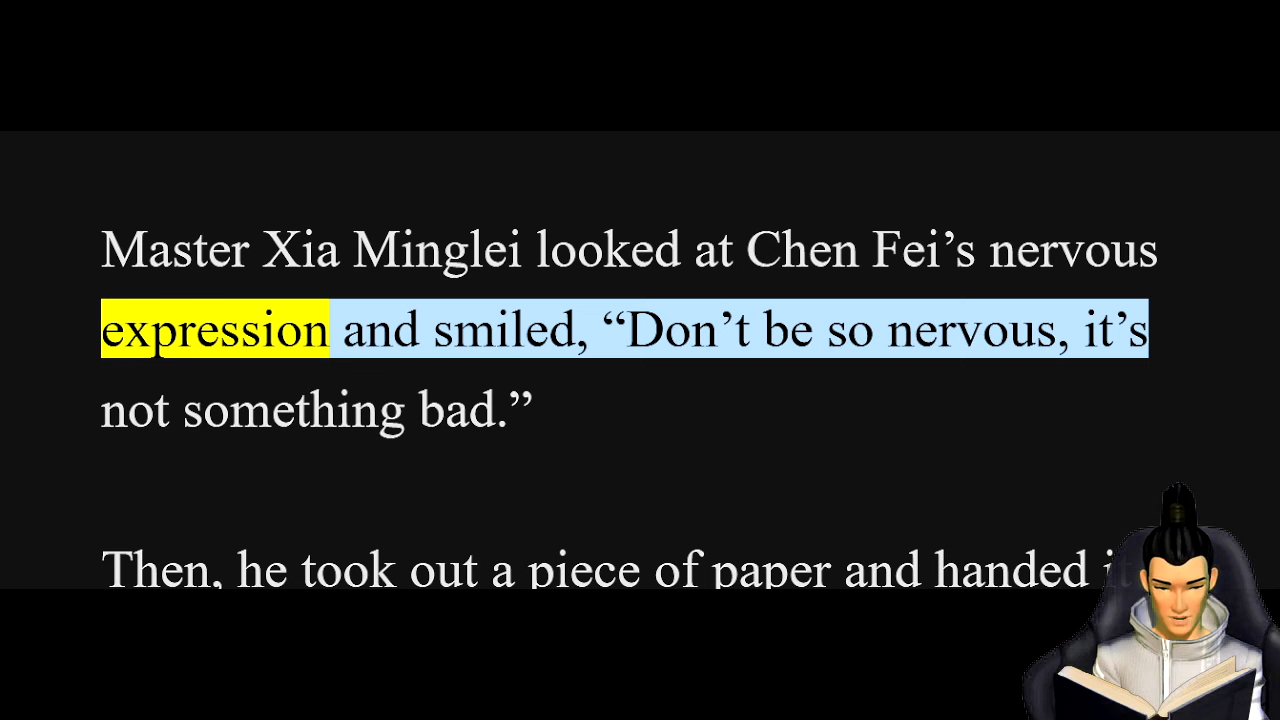 Master Xia Minglei looked at Chen Fei’s nervous
expression and smiled, “Don’t be so nervous, it’s
not something bad.”
Then, he took out a piece of paper and handed